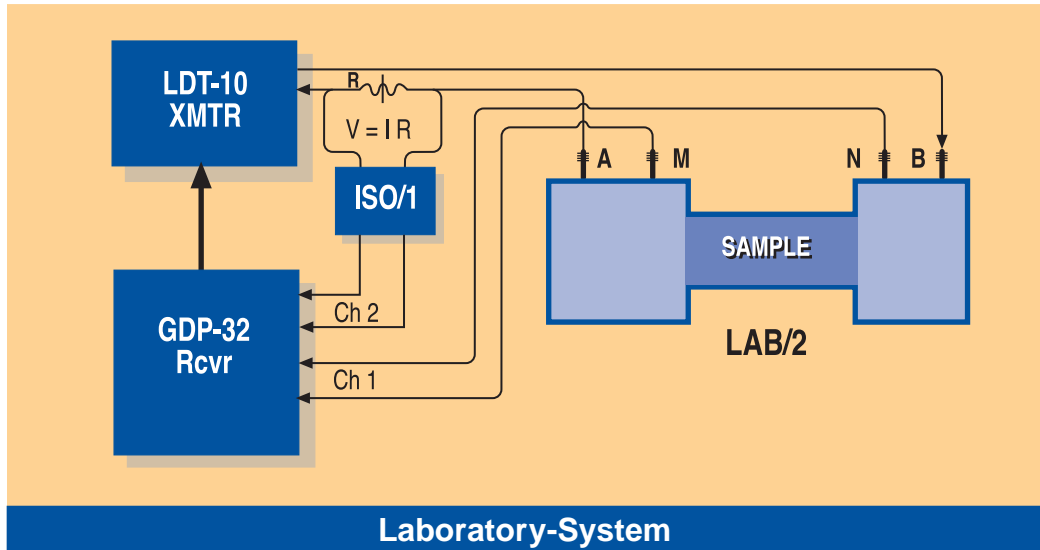 LDT-10
XMTR
R
V = I R
ISO/1
A
M
N
B
SAMPLE
LAB/2
GDP-32
Rcvr
Ch 2
Ch 1
Laboratory-System